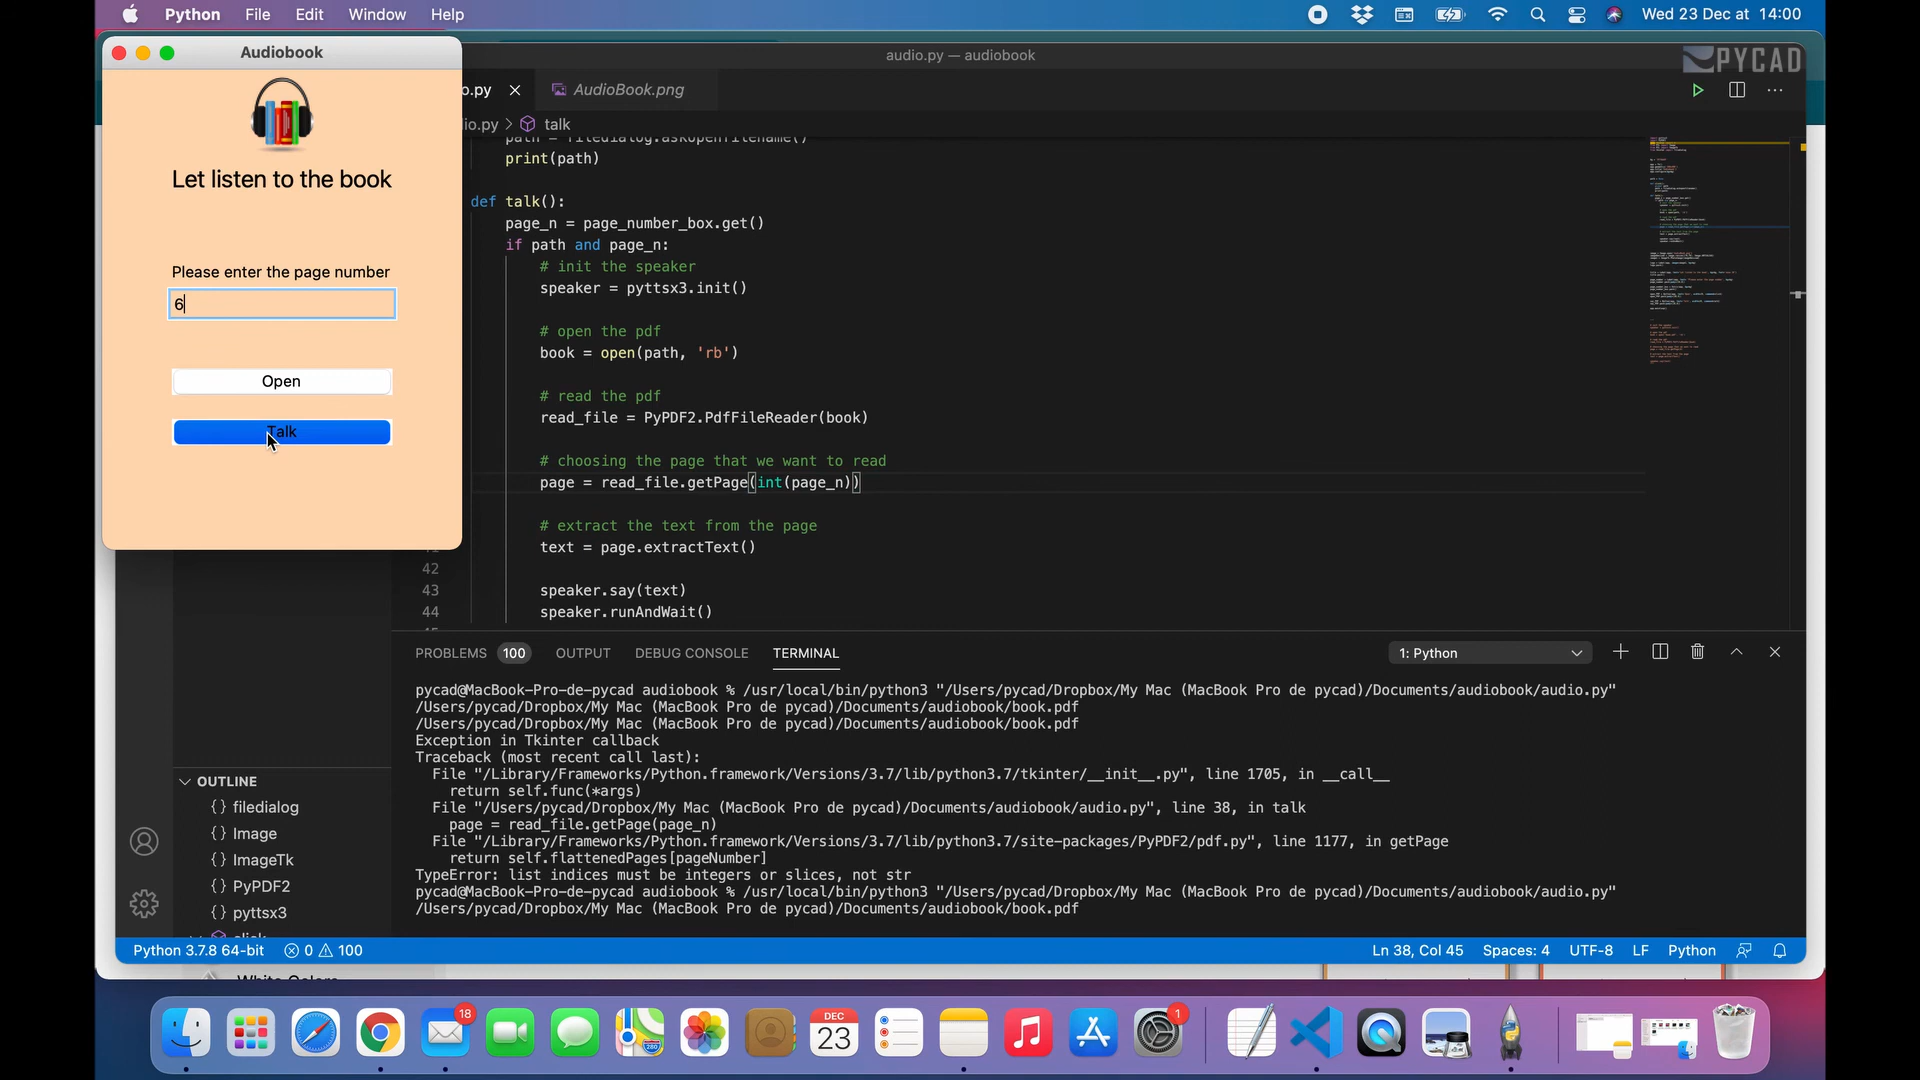 Python File Edit Window Help
Wed 23 Dec at 14:00
Audiobook
audio.py — audiobook
PYCAD
o.py
AudioBook.png
io.py > talk
Let listen to the book
Please enter the page number
6
Open
Talk
path = filedialog.askopenfilename()
print(path)
def talk():
page_n = page_number_box.get()
if path and page_n:
# init the speaker
speaker = pyttsx3.init()
# open the pdf
book = open(path, 'rb')
# read the pdf
read_file = PyPDF2.PdfFileReader(book)
# choosing the page that we want to read
page = read_file.getPage(int(page_n))
# extract the text from the page
text = page.extractText()
42
43 speaker.say(text)
44 speaker.runAndWait()
PROBLEMS 100 OUTPUT DEBUG CONSOLE TERMINAL
1: Python
pycad@MacBook-Pro-de-pycad audiobook % /usr/local/bin/python3 "/Users/pycad/Dropbox/My Mac (MacBook Pro de pycad)/Documents/audiobook/audio.py"
/Users/pycad/Dropbox/My Mac (MacBook Pro de pycad)/Documents/audiobook/book.pdf
/Users/pycad/Dropbox/My Mac (MacBook Pro de pycad)/Documents/audiobook/book.pdf
Exception in Tkinter callback
Traceback (most recent call last):
File "/Library/Frameworks/Python.framework/Versions/3.7/lib/python3.7/tkinter/__init__.py", line 1705, in __call__
return self.func(*args)
File "/Users/pycad/Dropbox/My Mac (MacBook Pro de pycad)/Documents/audiobook/audio.py", line 38, in talk
page = read_file.getPage(page_n)
File "/Library/Frameworks/Python.framework/Versions/3.7/lib/python3.7/site-packages/PyPDF2/pdf.py", line 1177, in getPage
return self.flattenedPages[pageNumber]
TypeError: list indices must be integers or slices, not str
pycad@MacBook-Pro-de-pycad audiobook % /usr/local/bin/python3 "/Users/pycad/Dropbox/My Mac (MacBook Pro de pycad)/Documents/audiobook/audio.py"
/Users/pycad/Dropbox/My Mac (MacBook Pro de pycad)/Documents/audiobook/book.pdf
OUTLINE
{} filedialog
{} Image
{} ImageTk
{} PyPDF2
{} pyttsx3
Python 3.7.8 64-bit 0 100
Ln 38, Col 45 Spaces: 4 UTF-8 LF Python
18
DEC
23
280
1